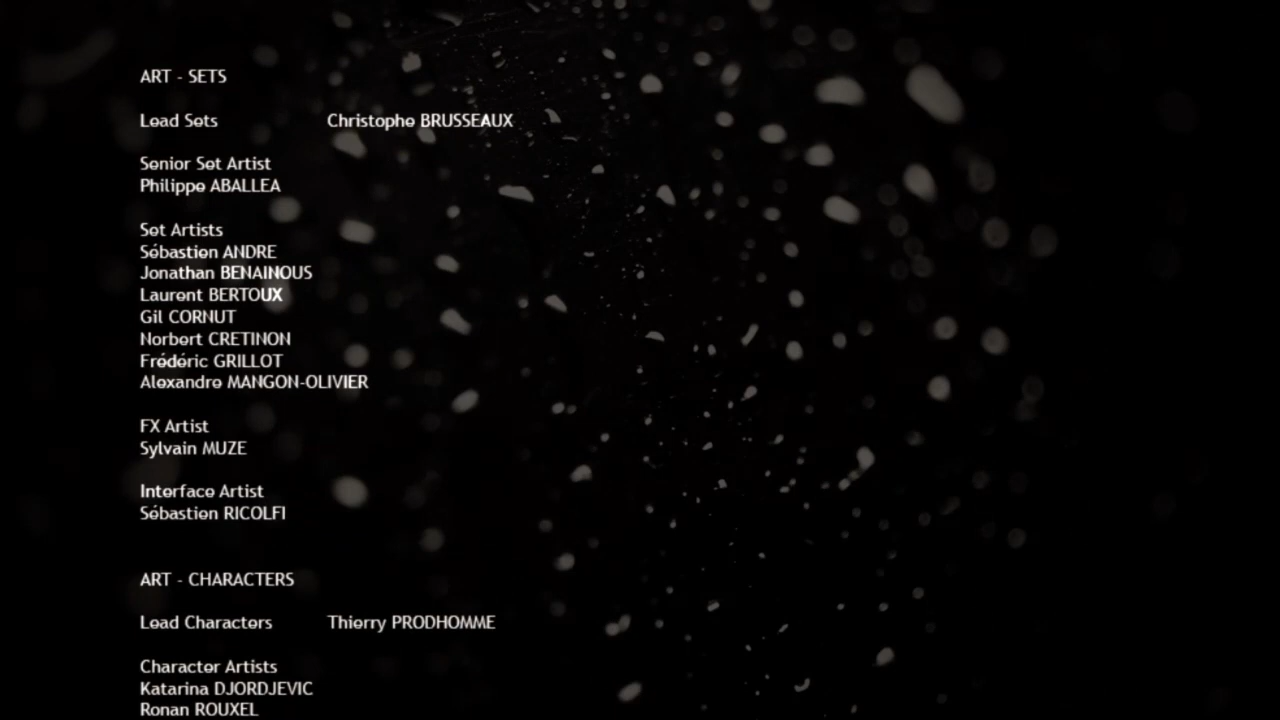 ART - SETS
Lead Sets Christophe BRUSSEAUX
Senior Set Artist
Philippe ABALLEA
Set Artists
Sébastien ANDRE
Jonathan BENAINOUS
Laurent BERTOUX
Gil CORNUT
Norbert CRETINON
Frédéric GRILLOT
Alexandre MANGON-OLIVIER
FX Artist
Sylvain MUZE
Interface Artist
Sébastien RICOLFI
ART - CHARACTERS
Lead Characters Thierry PRODHOMME
Character Artists
Katarina DJORDJEVIC
Ronan ROUXEL